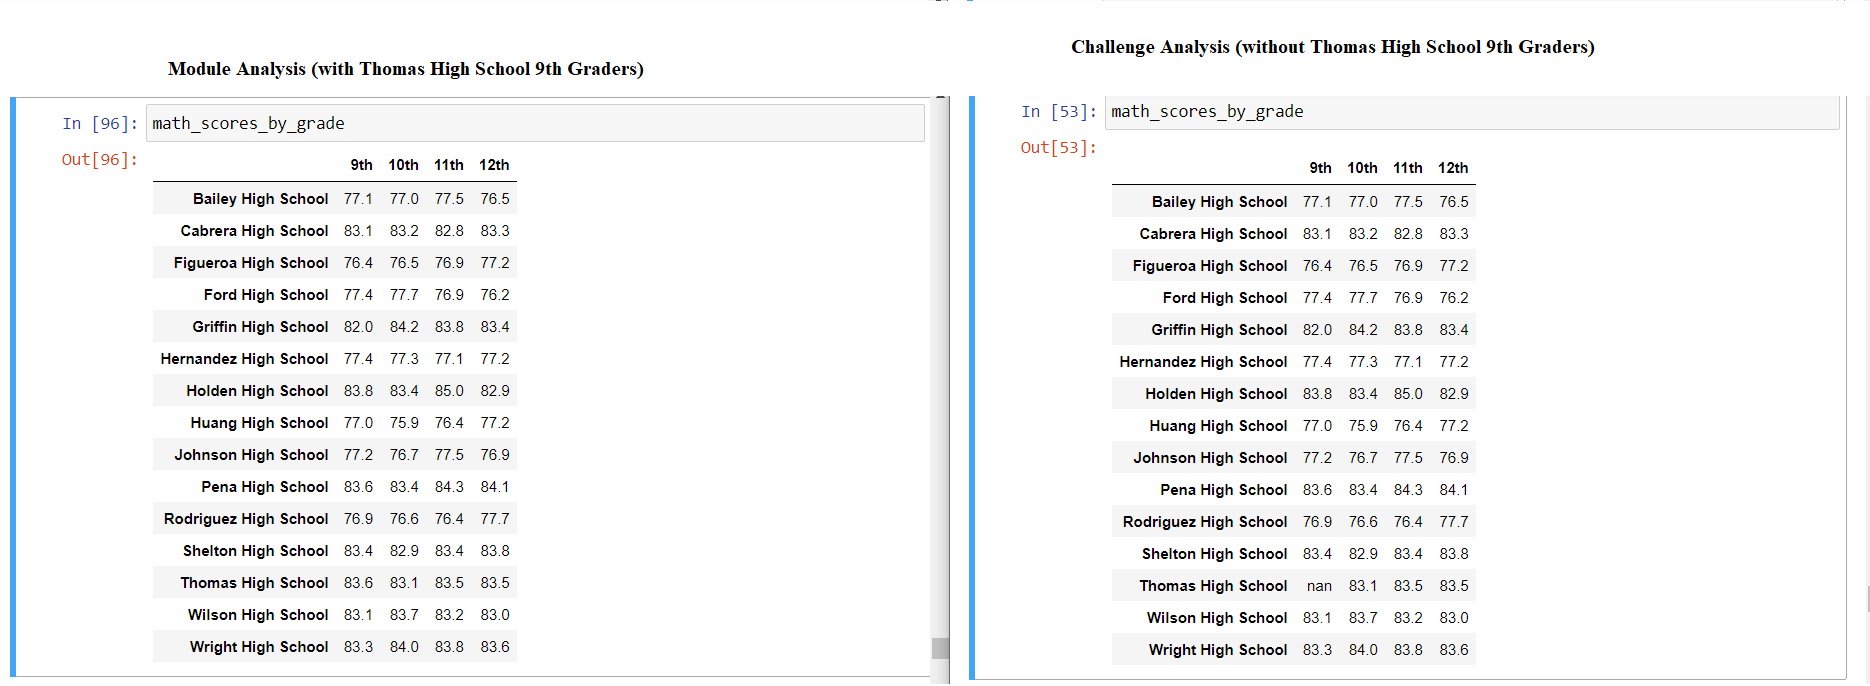 Module Analysis (with Thomas High School 9th Graders)
In [96]: math_scores_by_grade
Out[96]:
9th 10th 11th 12th
Bailey High School 77.1 77.0 77.5 76.5
Cabrera High School 83.1 83.2 82.8 83.3
Figueroa High School 76.4 76.5 76.9 77.2
Ford High School 77.4 77.7 76.9 76.2
Griffin High School 82.0 84.2 83.8 83.4
Hernandez High School 77.4 77.3 77.1 77.2
Holden High School 83.8 83.4 85.0 82.9
Huang High School 77.0 75.9 76.4 77.2
Johnson High School 77.2 76.7 77.5 76.9
Pena High School 83.6 83.4 84.3 84.1
Rodriguez High School 76.9 76.6 76.4 77.7
Shelton High School 83.4 82.9 83.4 83.8
Thomas High School 83.6 83.1 83.5 83.5
Wilson High School 83.1 83.7 83.2 83.0
Wright High School 83.3 84.0 83.8 83.6
Challenge Analysis (without Thomas High School 9th Graders)
In [53]: math_scores_by_grade
Out[53]:
9th 10th 11th 12th
Bailey High School 77.1 77.0 77.5 76.5
Cabrera High School 83.1 83.2 82.8 83.3
Figueroa High School 76.4 76.5 76.9 77.2
Ford High School 77.4 77.7 76.9 76.2
Griffin High School 82.0 84.2 83.8 83.4
Hernandez High School 77.4 77.3 77.1 77.2
Holden High School 83.8 83.4 85.0 82.9
Huang High School 77.0 75.9 76.4 77.2
Johnson High School 77.2 76.7 77.5 76.9
Pena High School 83.6 83.4 84.3 84.1
Rodriguez High School 76.9 76.6 76.4 77.7
Shelton High School 83.4 82.9 83.4 83.8
Thomas High School nan 83.1 83.5 83.5
Wilson High School 83.1 83.7 83.2 83.0
Wright High School 83.3 84.0 83.8 83.6